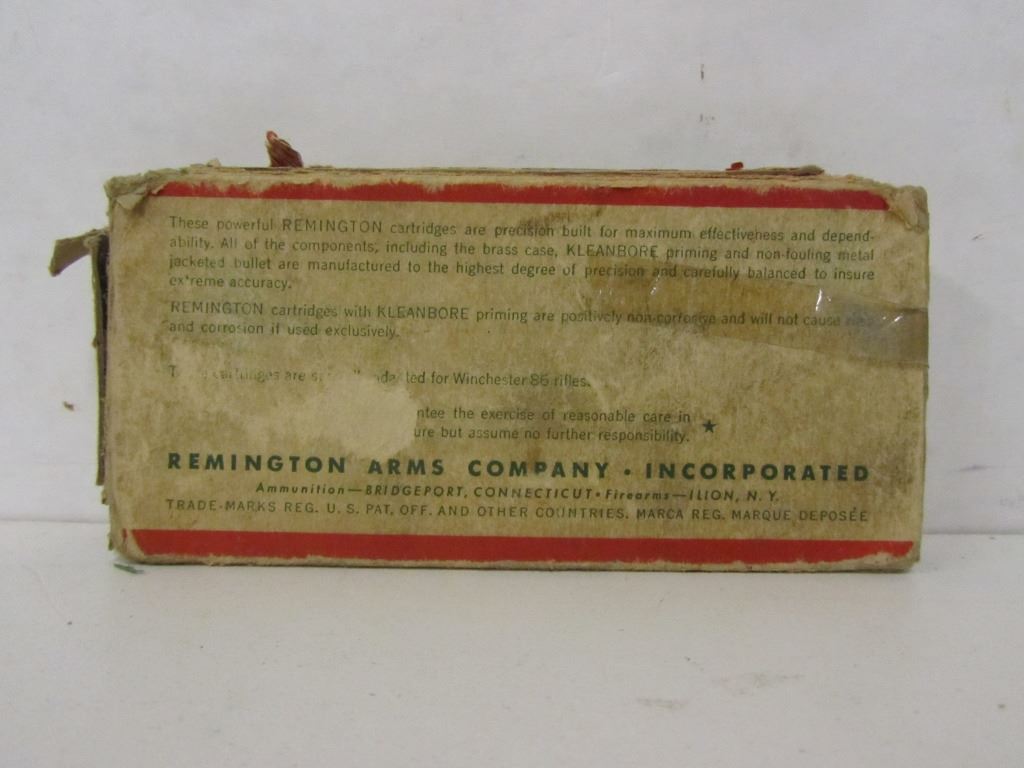 These powerful REMINGTON cartridges are precision built for maximum effectiveness and depend-
ability. All of the components, including the brass case, KLEANBORE priming and non-fouling metal
jacketed bullet are manufactured to the highest degree of precision and carefully balanced to insure
extreme accuracy.
REMINGTON cartridges with KLEANBORE priming are positively non-corrosive and will not cause
and corrosion if used exclusively.
cartridges are for Winchester 86 rifles.
the exercise of reasonable care in
but assume no further responsibility. ★
REMINGTON ARMS COMPANY • INCORPORATED
Ammunition—BRIDGEPORT, CONNECTICUT • Firearms—ILION, N. Y.
TRADE-MARKS REG. U. S. PAT. OFF. AND OTHER COUNTRIES. MARCA REG. MARQUE DEPOSÉE